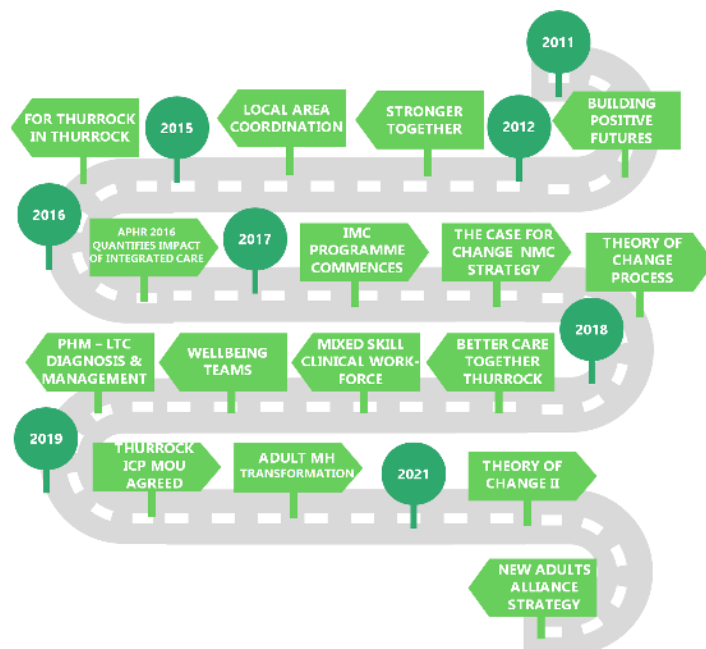 2011
BUILDING
POSITIVE
FUTURES
2012
STRONGER
TOGETHER
LOCAL AREA
COORDINATION
2015
FOR THURROCK
IN THURROCK
2016
APHR 2016
QUANTIFIES IMPACT
OF INTEGRATED CARE
2017
IMC
PROGRAMME
COMMENCES
THE CASE FOR
CHANGE NMC
STRATEGY
THEORY OF
CHANGE
PROCESS
2018
BETTER CARE
TOGETHER
THURROCK
MIXED SKILL
CLINICAL WORK-
FORCE
WELLBEING
TEAMS
PHM – LTC
DIAGNOSIS &
MANAGEMENT
2019
THURROCK
ICP MOU
AGREED
ADULT MH
TRANSFORMATION
2021
THEORY OF
CHANGE II
NEW ADULTS
ALLIANCE
STRATEGY